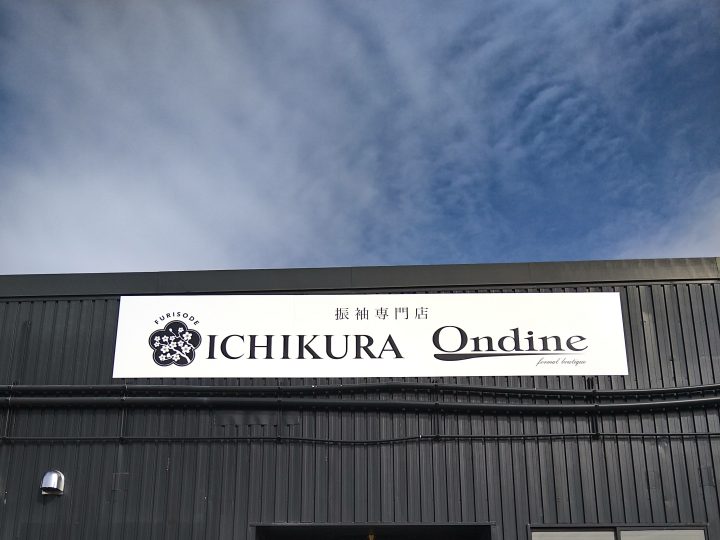 振袖専門店
FURISODE
ICHIKURA
Ondine
formal boutique